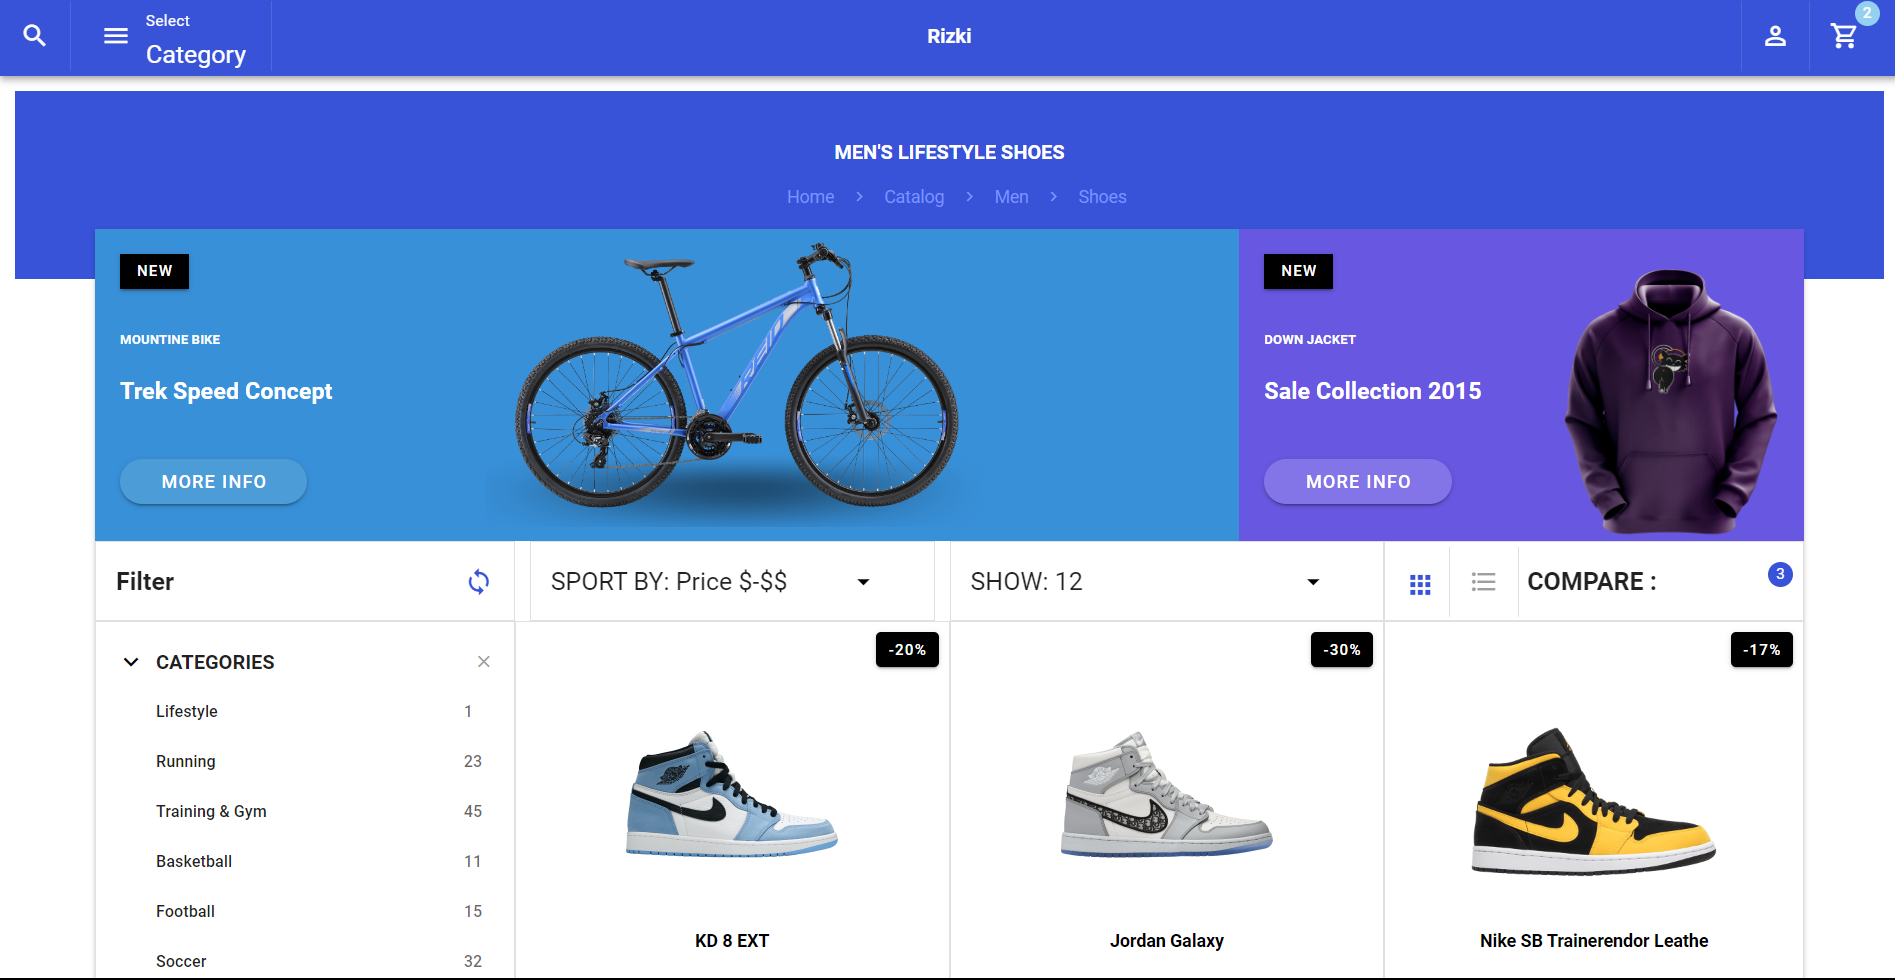 Select
Category
Rizki
2
MEN'S LIFESTYLE SHOES
Home > Catalog > Men > Shoes
NEW
MOUNTINE BIKE
Trek Speed Concept
MORE INFO
NEW
DOWN JACKET
Sale Collection 2015
MORE INFO
Filter
SPORT BY: Price $-$$
SHOW: 12
COMPARE :
3
CATEGORIES
Lifestyle 1
Running 23
Training & Gym 45
Basketball 11
Football 15
Soccer 32
-20%
KD 8 EXT
-30%
Jordan Galaxy
-17%
Nike SB Trainerendor Leathe